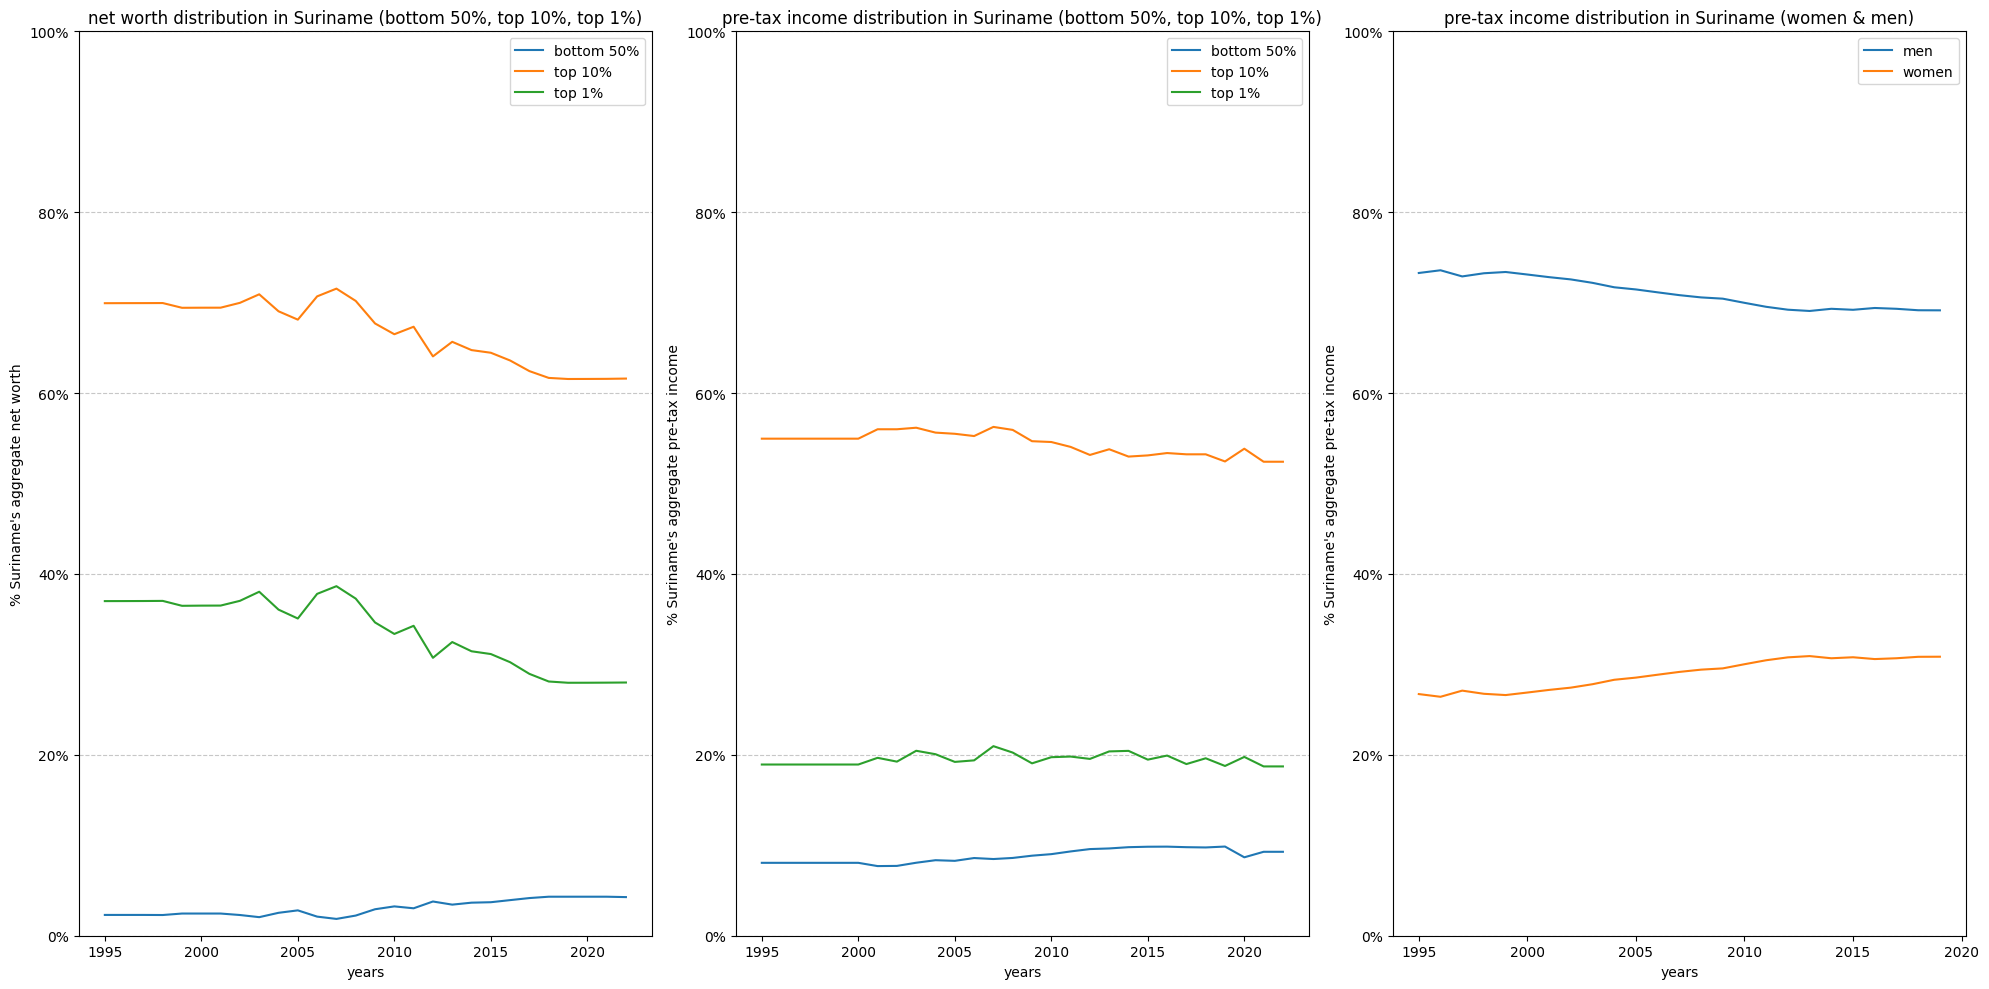 net worth distribution in Suriname (bottom 50%, top 10%, top 1%)
100%
80%
60%
40%
20%
0%
% Suriname's aggregate net worth
bottom 50%
top 10%
top 1%
1995 2000 2005 2010 2015 2020
years
pre-tax income distribution in Suriname (bottom 50%, top 10%, top 1%)
100%
80%
60%
40%
20%
0%
% Suriname's aggregate pre-tax income
bottom 50%
top 10%
top 1%
1995 2000 2005 2010 2015 2020
years
pre-tax income distribution in Suriname (women & men)
100%
80%
60%
40%
20%
0%
% Suriname's aggregate pre-tax income
men
women
1995 2000 2005 2010 2015 2020
years